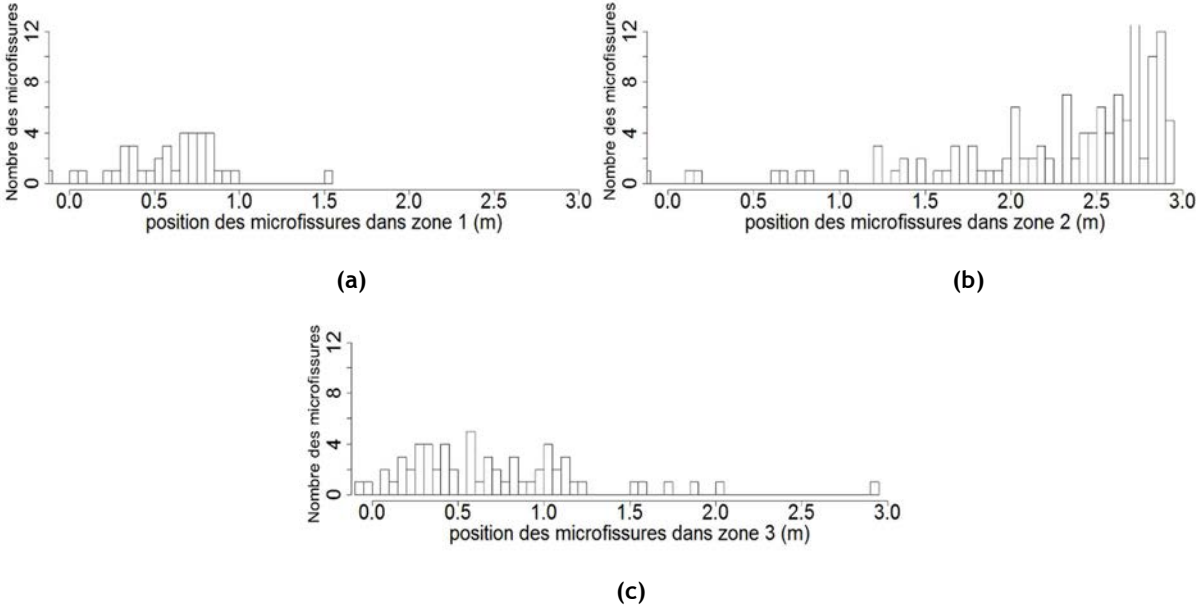 Nombre des microfissures
12
8
4
0
0.0 0.5 1.0 1.5 2.0 2.5 3.0
position des microfissures dans zone 1 (m)
(a)
Nombre des microfissures
12
8
4
0
0.0 0.5 1.0 1.5 2.0 2.5 3.0
position des microfissures dans zone 2 (m)
(b)
Nombre des microfissures
12
8
4
0
0.0 0.5 1.0 1.5 2.0 2.5 3.0
position des microfissures dans zone 3 (m)
(c)